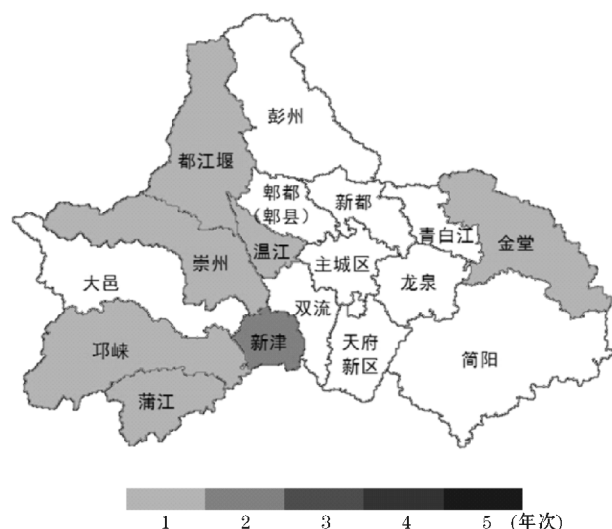 彭州
都江堰
郫都
(郫县)
新都
青白江
金堂
温江
崇州
主城区
大邑
龙泉
双流
新津
天府
新区
邛崃
简阳
蒲江
1 2 3 4 5 (年次)